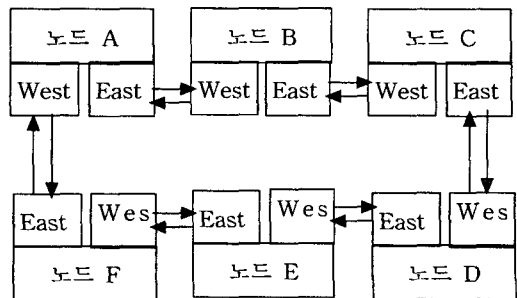 노드 A 노드 B 노드 C
West East West East West East
East Wes East Wes East Wes
노드 F 노드 E 노드 D